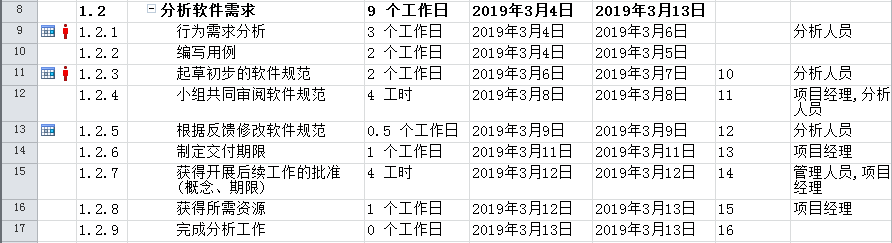 8 1.2 分析软件需求 9 个工作日 2019年3月4日 2019年3月13日
9 1.2.1 行为需求分析 3 个工作日 2019年3月4日 2019年3月6日 分析人员
10 1.2.2 编写用例 2 个工作日 2019年3月4日 2019年3月5日
11 1.2.3 起草初步的软件规范 2 个工作日 2019年3月6日 2019年3月7日 10 分析人员
12 1.2.4 小组共同审阅软件规范 4 工时 2019年3月8日 2019年3月8日 11 项目经理,分析
人员
13 1.2.5 根据反馈修改软件规范 0.5 个工作日 2019年3月9日 2019年3月9日 12 分析人员
14 1.2.6 制定交付期限 1 个工作日 2019年3月11日 2019年3月11日 13 项目经理
15 1.2.7 获得开展后续工作的批准 4 工时 2019年3月12日 2019年3月12日 14 管理人员,项目
(概念、期限) 经理
16 1.2.8 获得所需资源 1 个工作日 2019年3月12日 2019年3月13日 15 项目经理
17 1.2.9 完成分析工作 0 个工作日 2019年3月13日 2019年3月13日 16